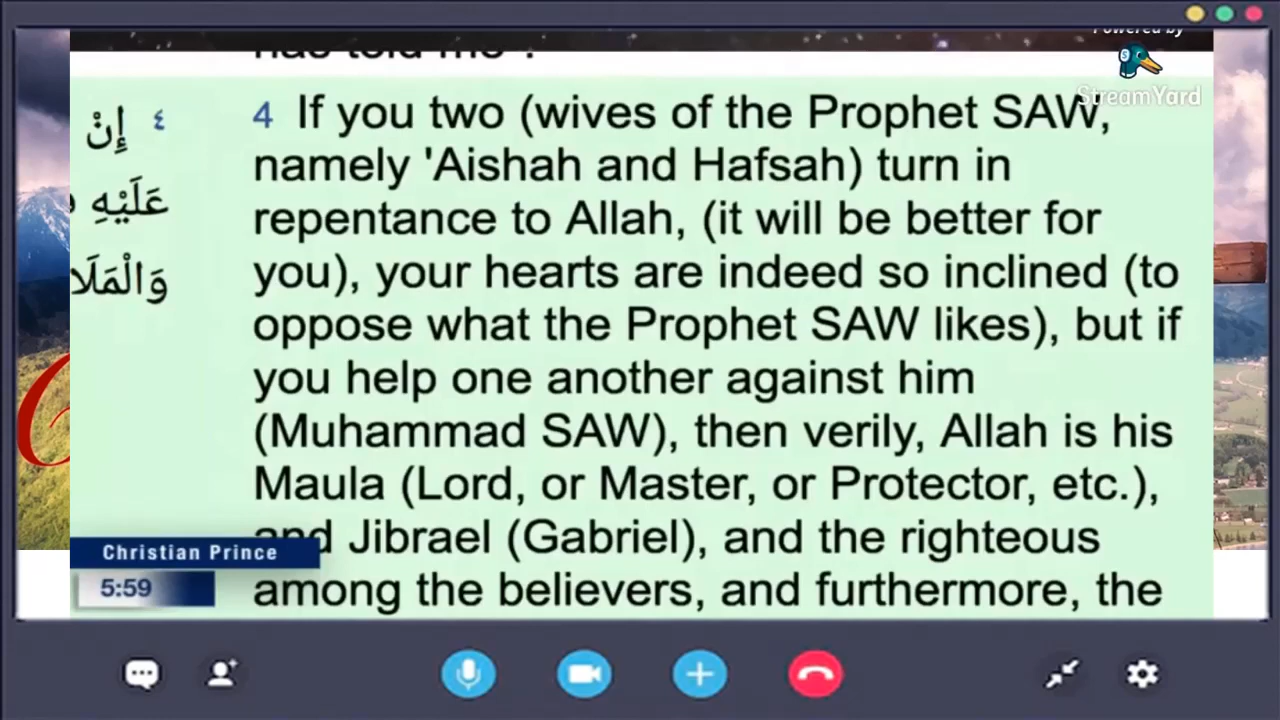 Powered by
StreamYard
4 If you two (wives of the Prophet SAW,
namely 'Aishah and Hafsah) turn in
repentance to Allah, (it will be better for
you), your hearts are indeed so inclined (to
oppose what the Prophet SAW likes), but if
you help one another against him
(Muhammad SAW), then verily, Allah is his
Maula (Lord, or Master, or Protector, etc.),
and Jibrael (Gabriel), and the righteous
among the believers, and furthermore, the
٤ إِنْ
عَلَيْهِ
Christian Prince
5:59